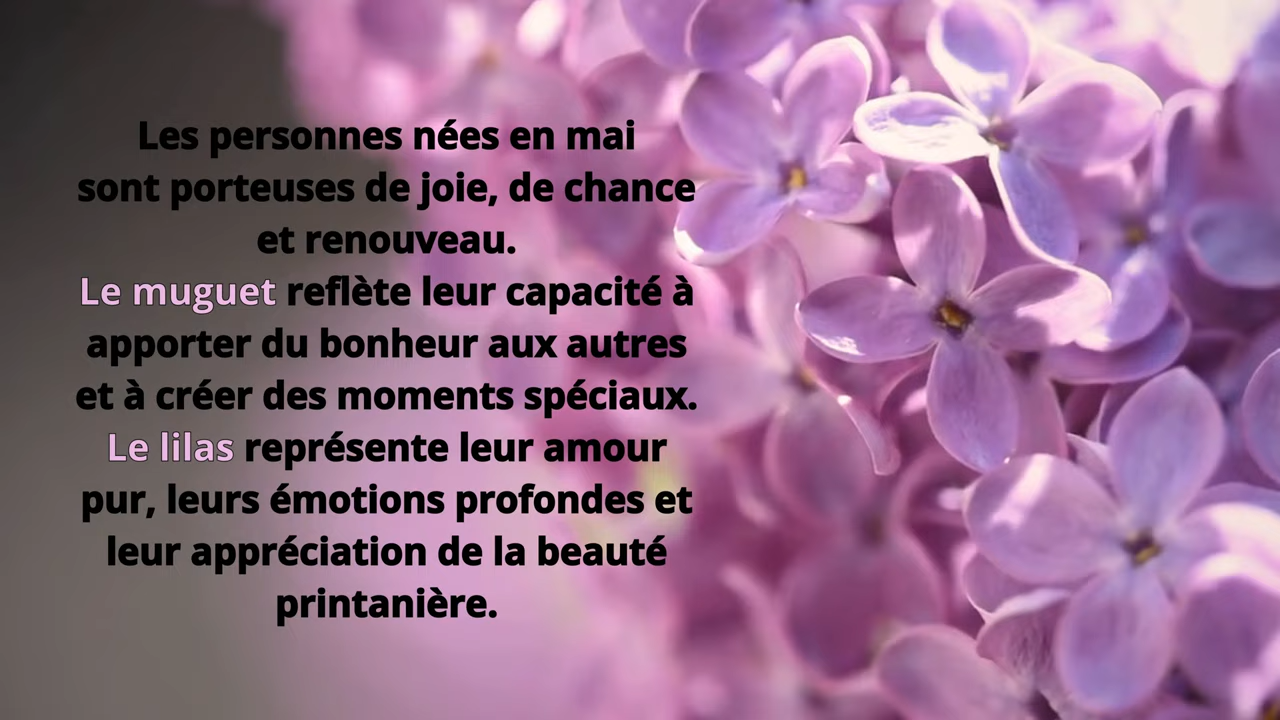 Les personnes nées en mai
sont porteuses de joie, de chance
et renouveau.
Le muguet reflète leur capacité à
apporter du bonheur aux autres
et à créer des moments spéciaux.
Le lilas représente leur amour
pur, leurs émotions profondes et
leur appréciation de la beauté
printanière.